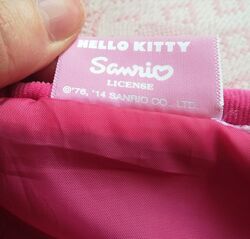 HELLO KITTY
Sanrio
LICENSE
©'76, '14 SANRIO CO., LTD.